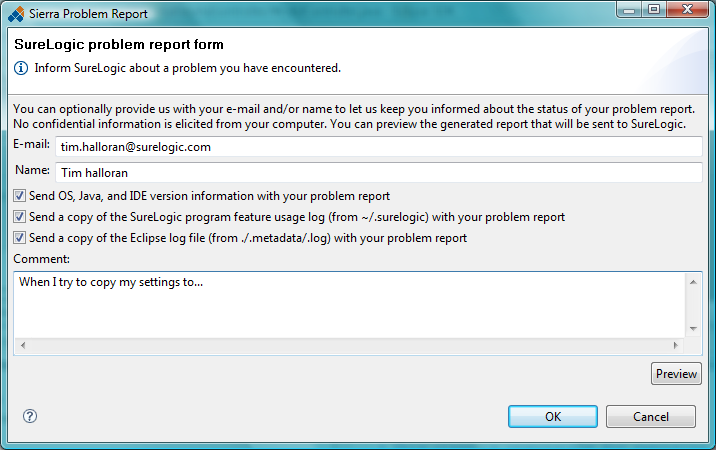 Sierra Problem Report
SureLogic problem report form
Inform SureLogic about a problem you have encountered.
You can optionally provide us with your e-mail and/or name to let us keep you informed about the status of your problem report.
No confidential information is elicited from your computer. You can preview the generated report that will be sent to SureLogic.
E-mail: tim.halloran@surelogic.com
Name: Tim halloran
Send OS, Java, and IDE version information with your problem report
Send a copy of the SureLogic program feature usage log (from ~/.surelogic) with your problem report
Send a copy of the Eclipse log file (from ./.metadata/.log) with your problem report
Comment:
When I try to copy my settings to...
Preview
?
OK Cancel